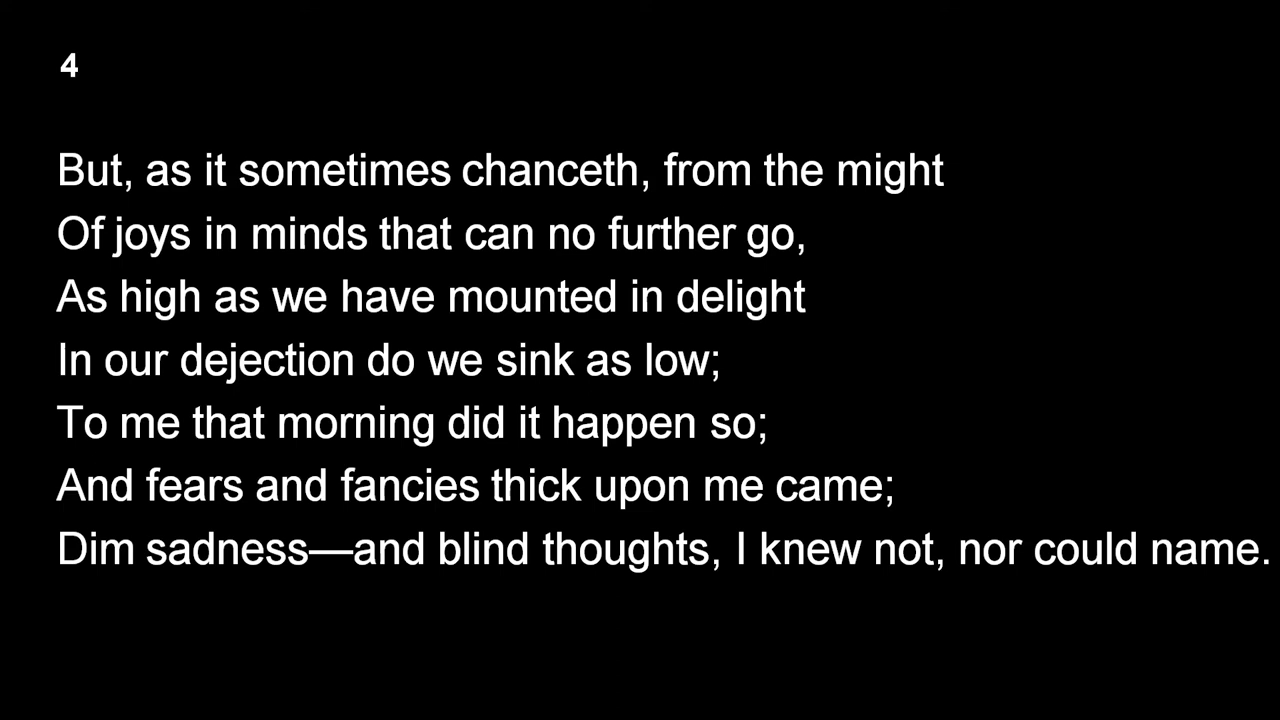 4
But, as it sometimes chanceth, from the might
Of joys in minds that can no further go,
As high as we have mounted in delight
In our dejection do we sink as low;
To me that morning did it happen so;
And fears and fancies thick upon me came;
Dim sadness—and blind thoughts, I knew not, nor could name.